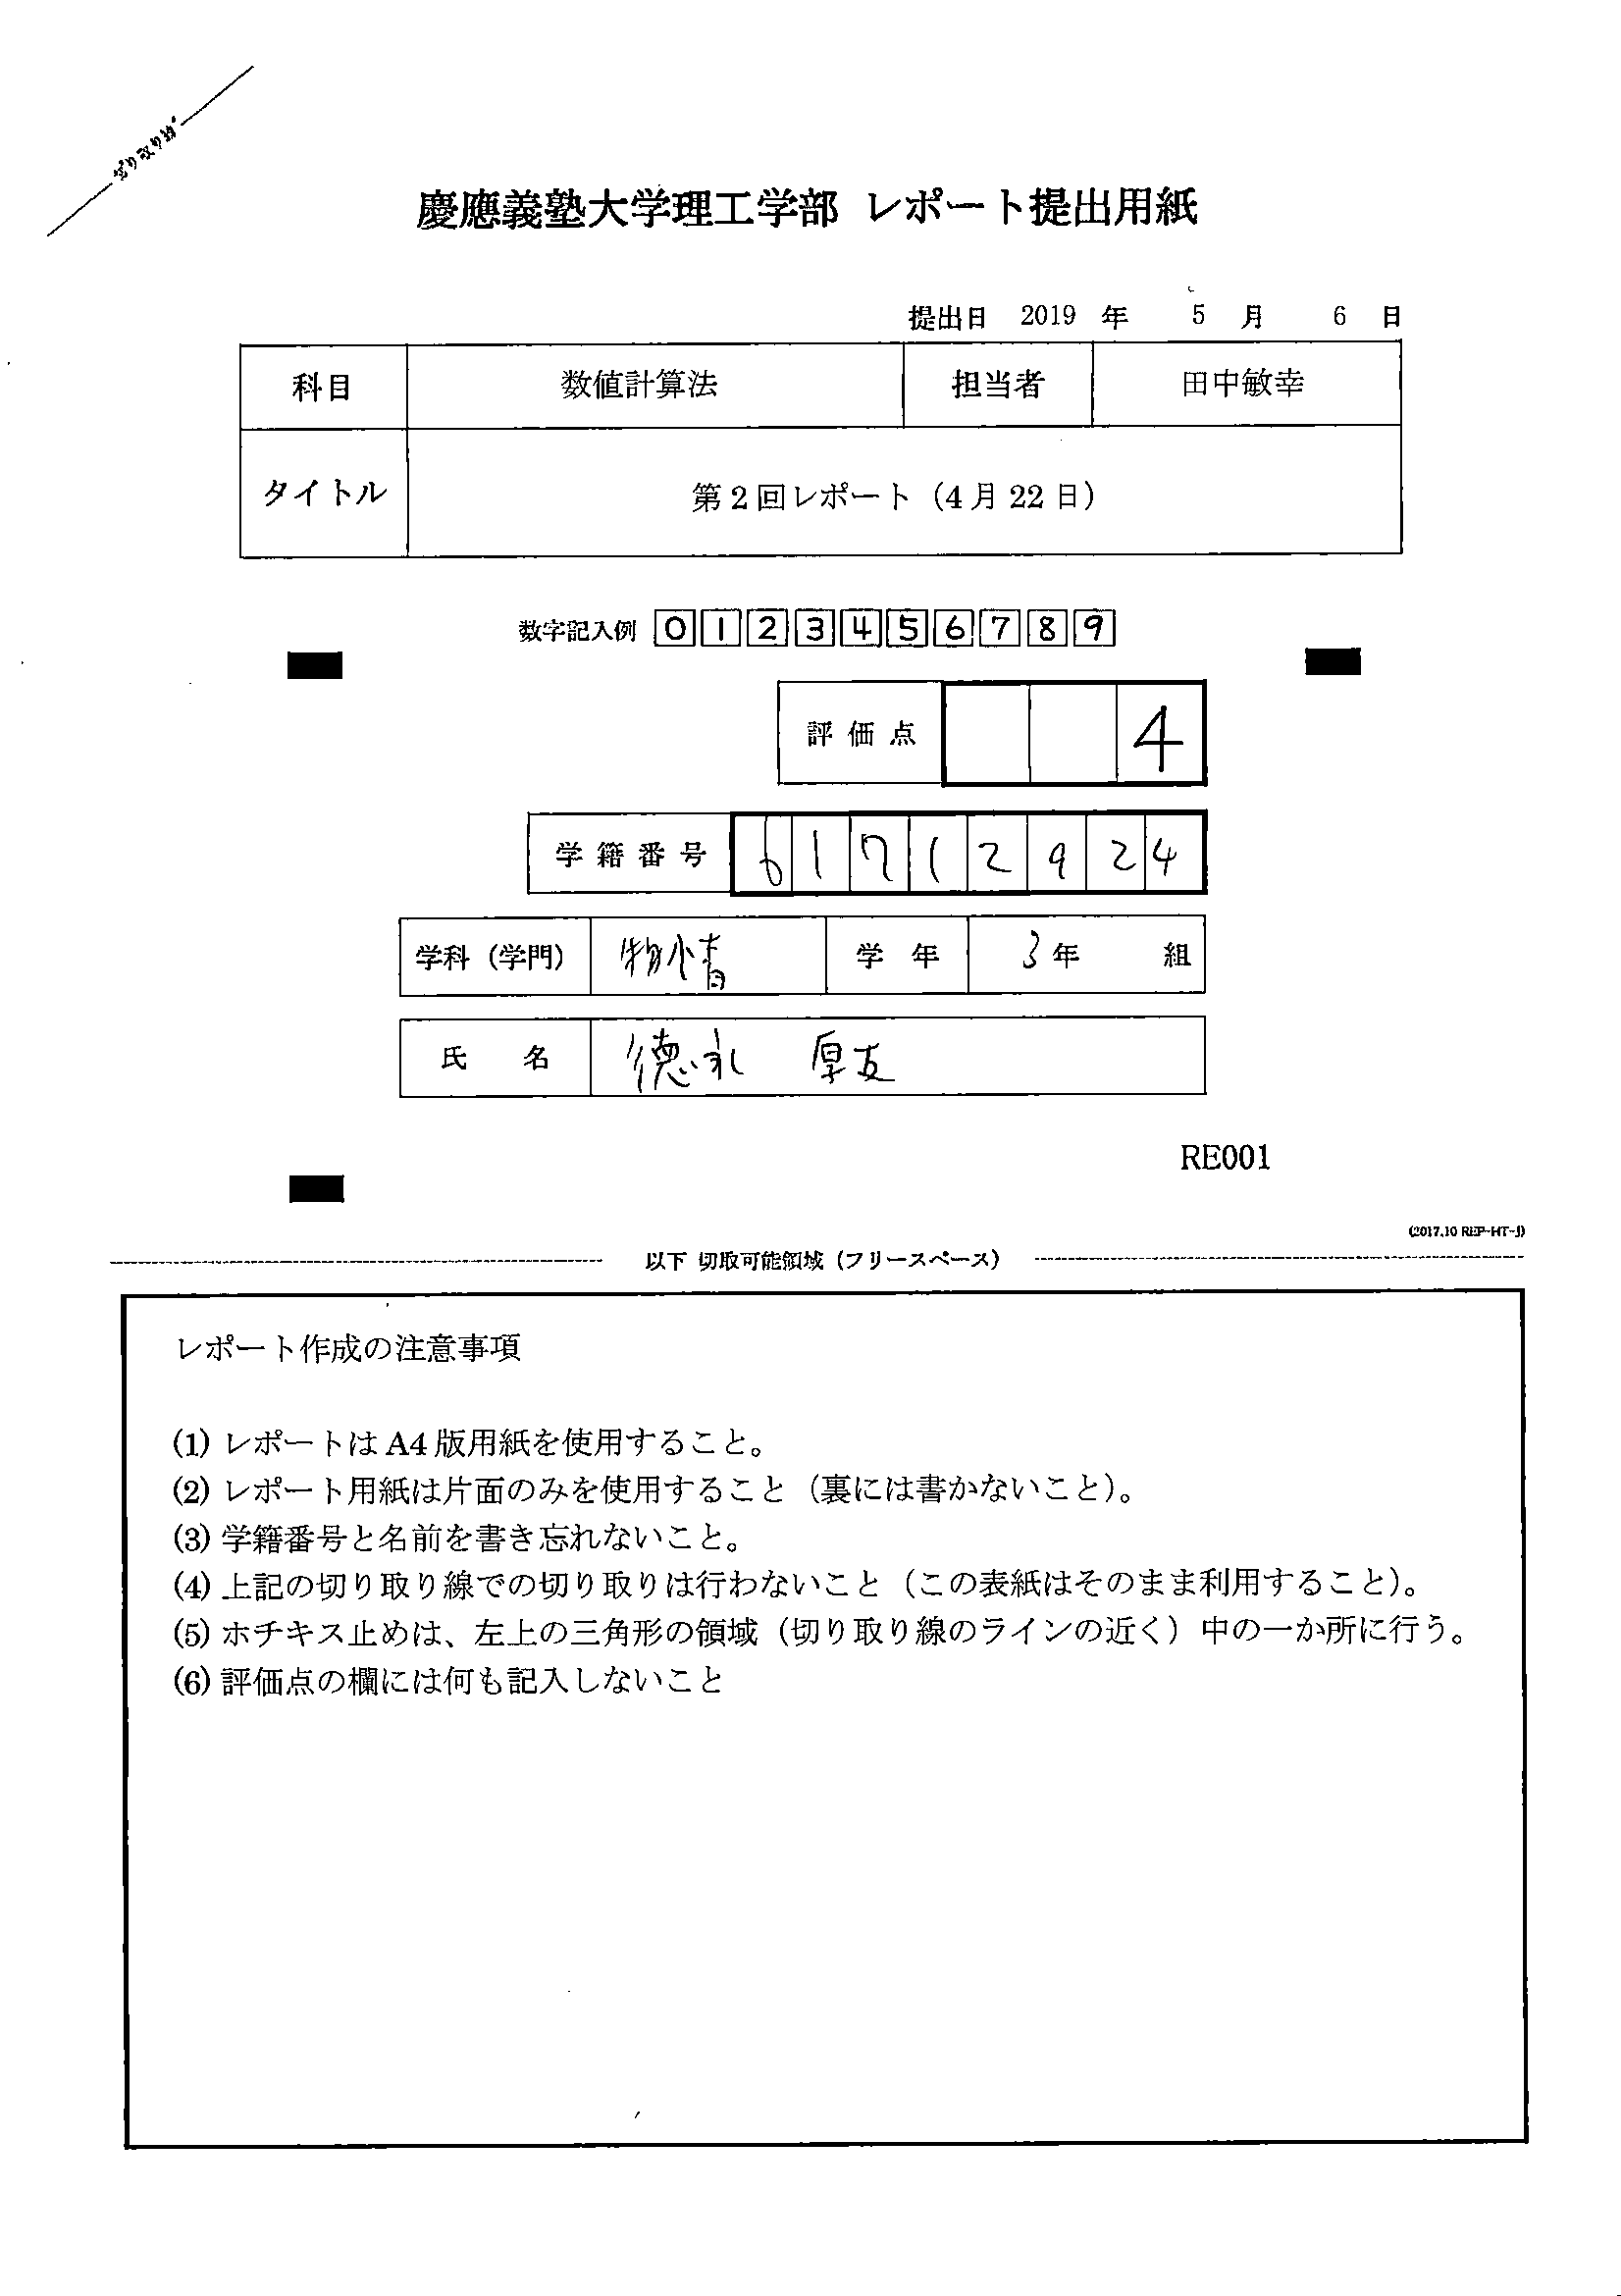 切り取り線
慶應義塾大学理工学部 レポート提出用紙
提出日 2019 年 5 月 6 日
科目 数値計算法 担当者 田中敏幸
タイトル 第2回レポート（4月22日）
数字記入例 0 1 2 3 4 5 6 7 8 9
評価点 4
学籍番号 61712924
学科（学門） 物情 学年 3年 組
氏名 徳永 厚友
RE001
(2017.10 REP-HT-J)
以下 切取可能領域（フリースペース）
レポート作成の注意事項
(1) レポートはA4版用紙を使用すること。
(2) レポート用紙は片面のみを使用すること（裏には書かないこと）。
(3) 学籍番号と名前を書き忘れないこと。
(4) 上記の切り取り線での切り取りは行わないこと（この表紙はそのまま利用すること）。
(5) ホチキス止めは、左上の三角形の領域（切り取り線のラインの近く）中の一か所に行う。
(6) 評価点の欄には何も記入しないこと